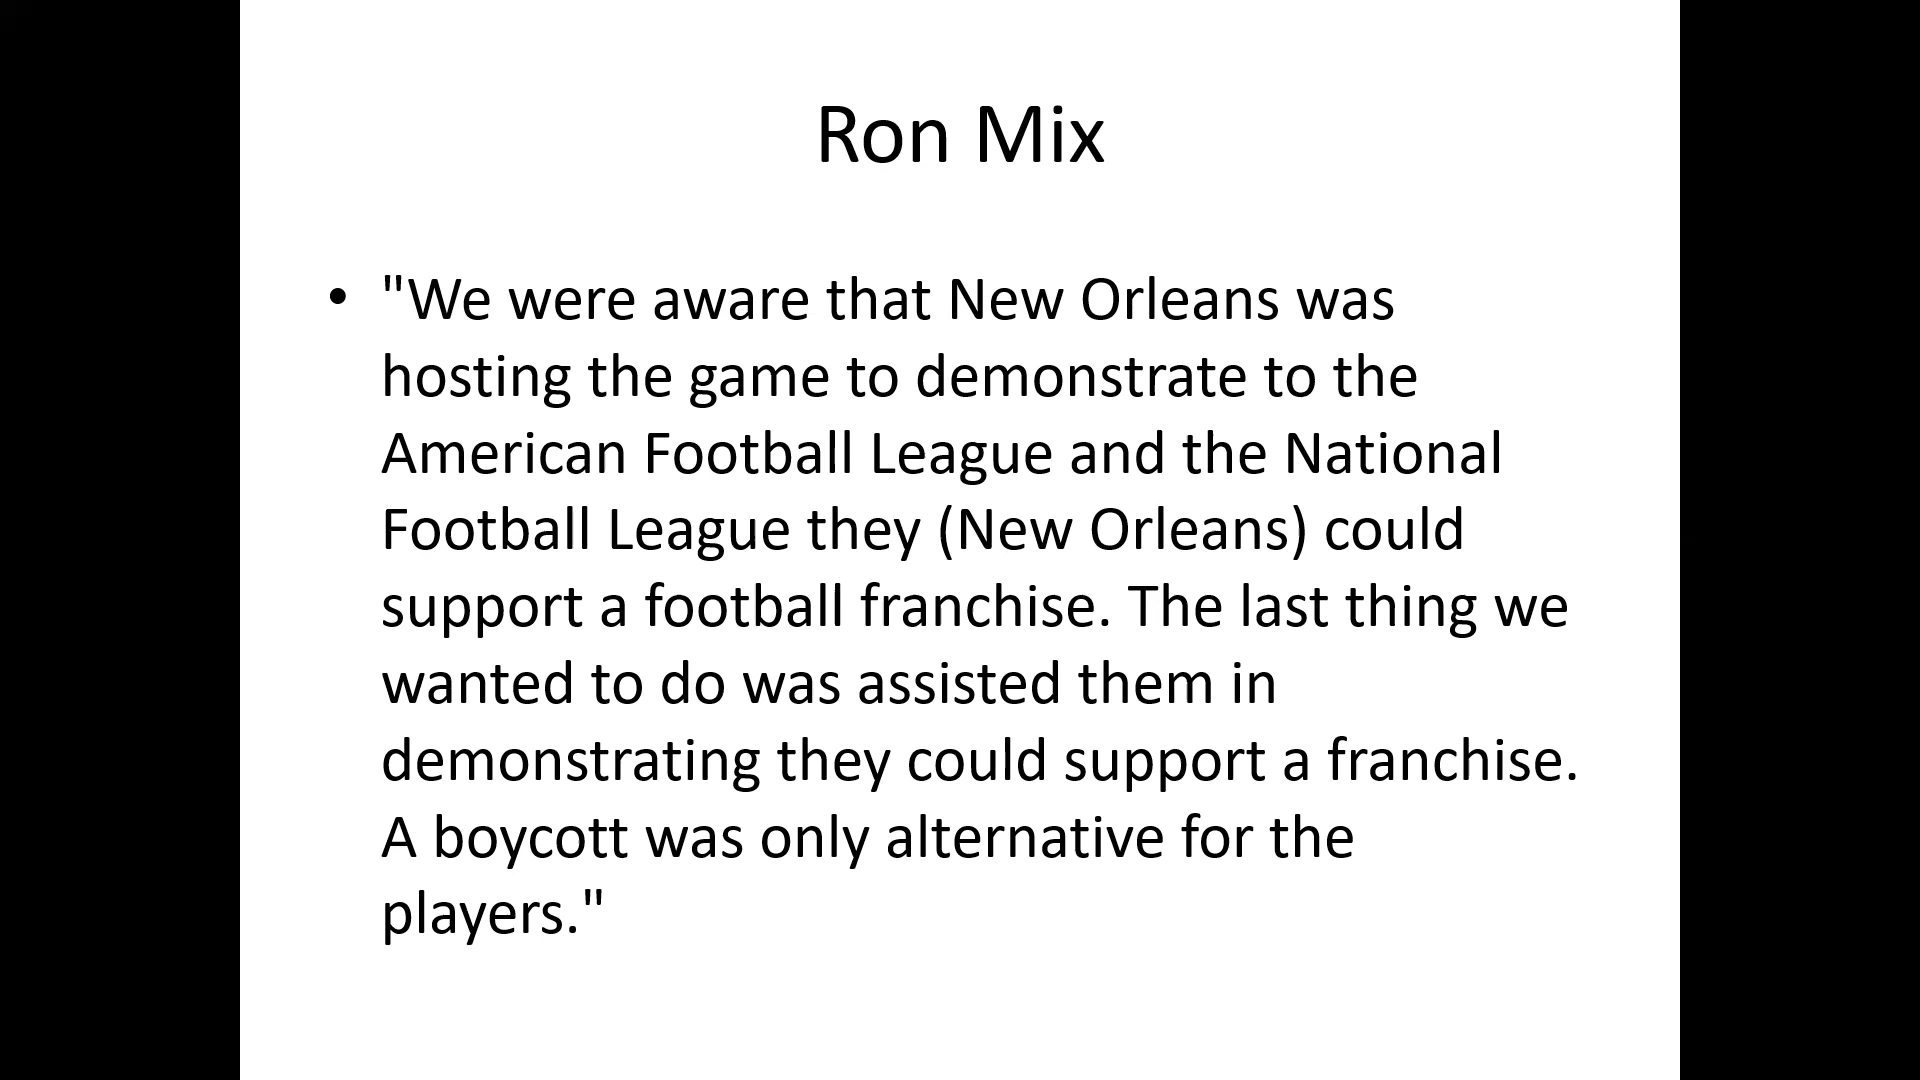 Ron Mix
• "We were aware that New Orleans was
hosting the game to demonstrate to the
American Football League and the National
Football League they (New Orleans) could
support a football franchise. The last thing we
wanted to do was assisted them in
demonstrating they could support a franchise.
A boycott was only alternative for the
players."